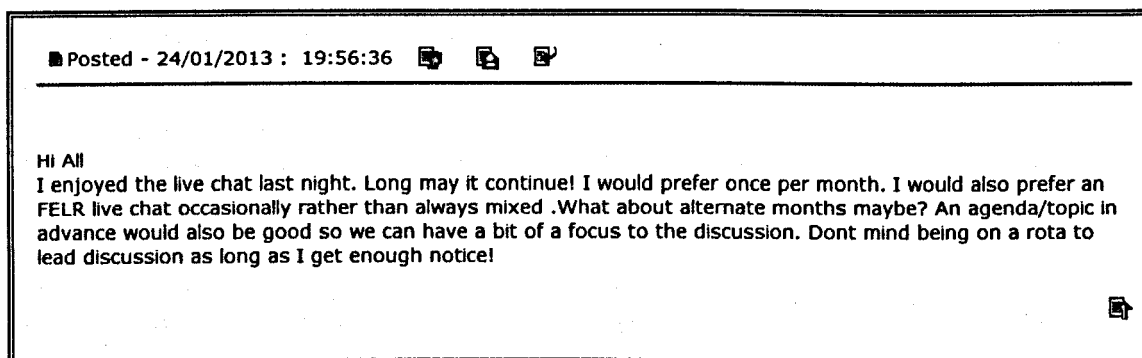 Posted - 24/01/2013 : 19:56:36
Hi All
I enjoyed the live chat last night. Long may it continue! I would prefer once per month. I would also prefer an
FELR live chat occasionally rather than always mixed .What about alternate months maybe? An agenda/topic in
advance would also be good so we can have a bit of a focus to the discussion. Dont mind being on a rota to
lead discussion as long as I get enough notice!